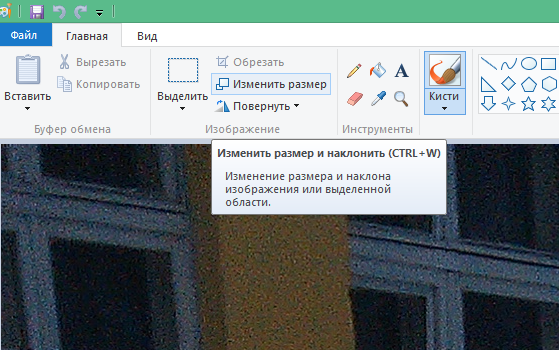 Файл Главная Вид
Вырезать
Копировать
Вставить
Буфер обмена
Выделить
Обрезать
Изменить размер
Повернуть
Изображение
Инструменты
Кисти
Изменить размер и наклонить (CTRL+W)
Изменение размера и наклона
изображения или выделенной
области.